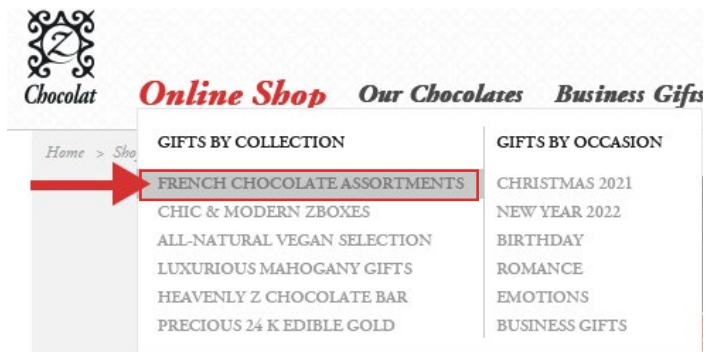 Z
Chocolat
Online Shop Our Chocolates Business Gifts
Home > Sho
GIFTS BY COLLECTION
FRENCH CHOCOLATE ASSORTMENTS
CHIC & MODERN ZBOXES
ALL-NATURAL VEGAN SELECTION
LUXURIOUS MAHOGANY GIFTS
HEAVENLY Z CHOCOLATE BAR
PRECIOUS 24 K EDIBLE GOLD
GIFTS BY OCCASION
CHRISTMAS 2021
NEW YEAR 2022
BIRTHDAY
ROMANCE
EMOTIONS
BUSINESS GIFTS